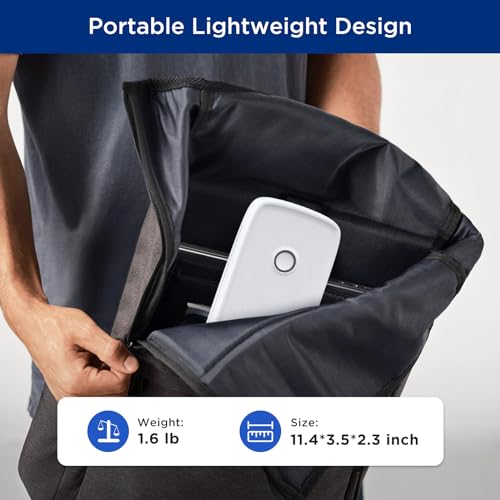 Portable Lightweight Design
Weight:
1.6 lb
Size:
11.4*3.5*2.3 inch